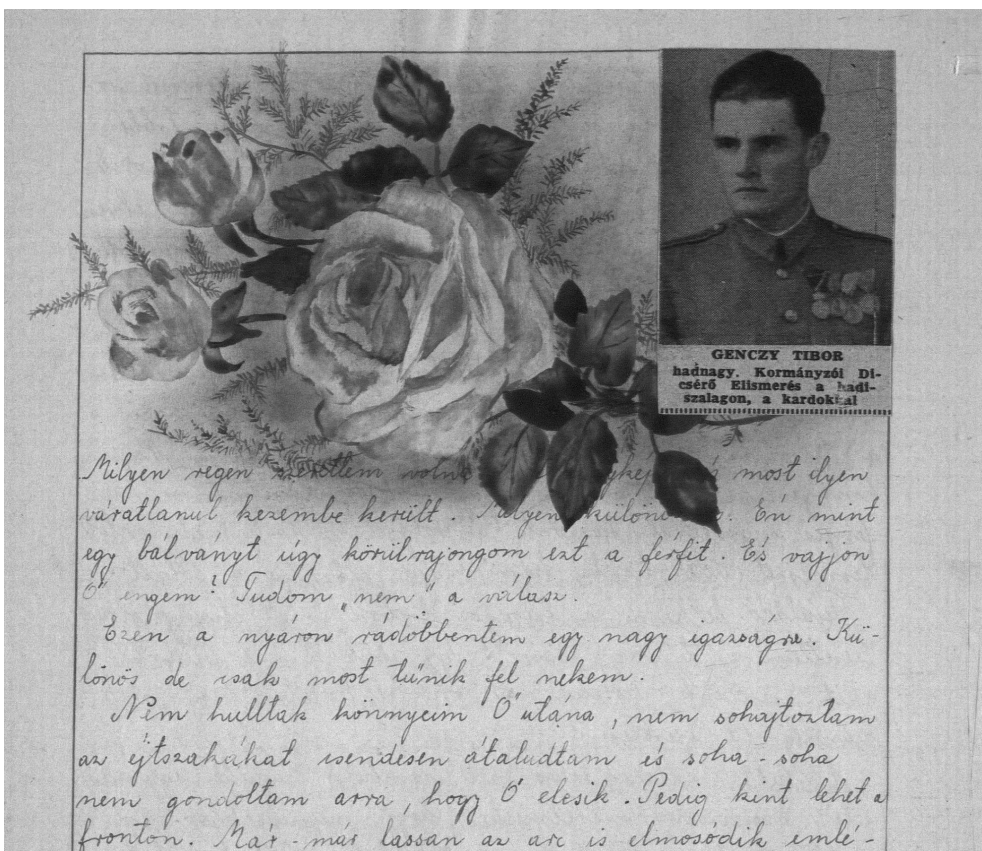 GENCZY TIBOR
hadnagy. Kormányzói Di-
csérő Elismerés a hadi-
szalagon, a kardokkal
Milyen régen szerettem volna most ilyen
váratlanul kezembe került. Milyen. Én mint
egy bálványt úgy körülrajongom ezt a férfit. És vajjon
Ő engem? Tudom „nem" a válasz.
Ezen a nyáron rádöbbentem egy nagy igazságra. Kü-
lönös de csak most tűnik fel nekem.
Nem hulltak könnyeim Ő utána, nem sohajtoztam
az éjtszakákat csendesen átaludtam és soha - soha
nem gondoltam arra, hogy Ő elesik. Pedig kint lehet a
fronton. Már - már lassan az arc is elmosódik emlé-